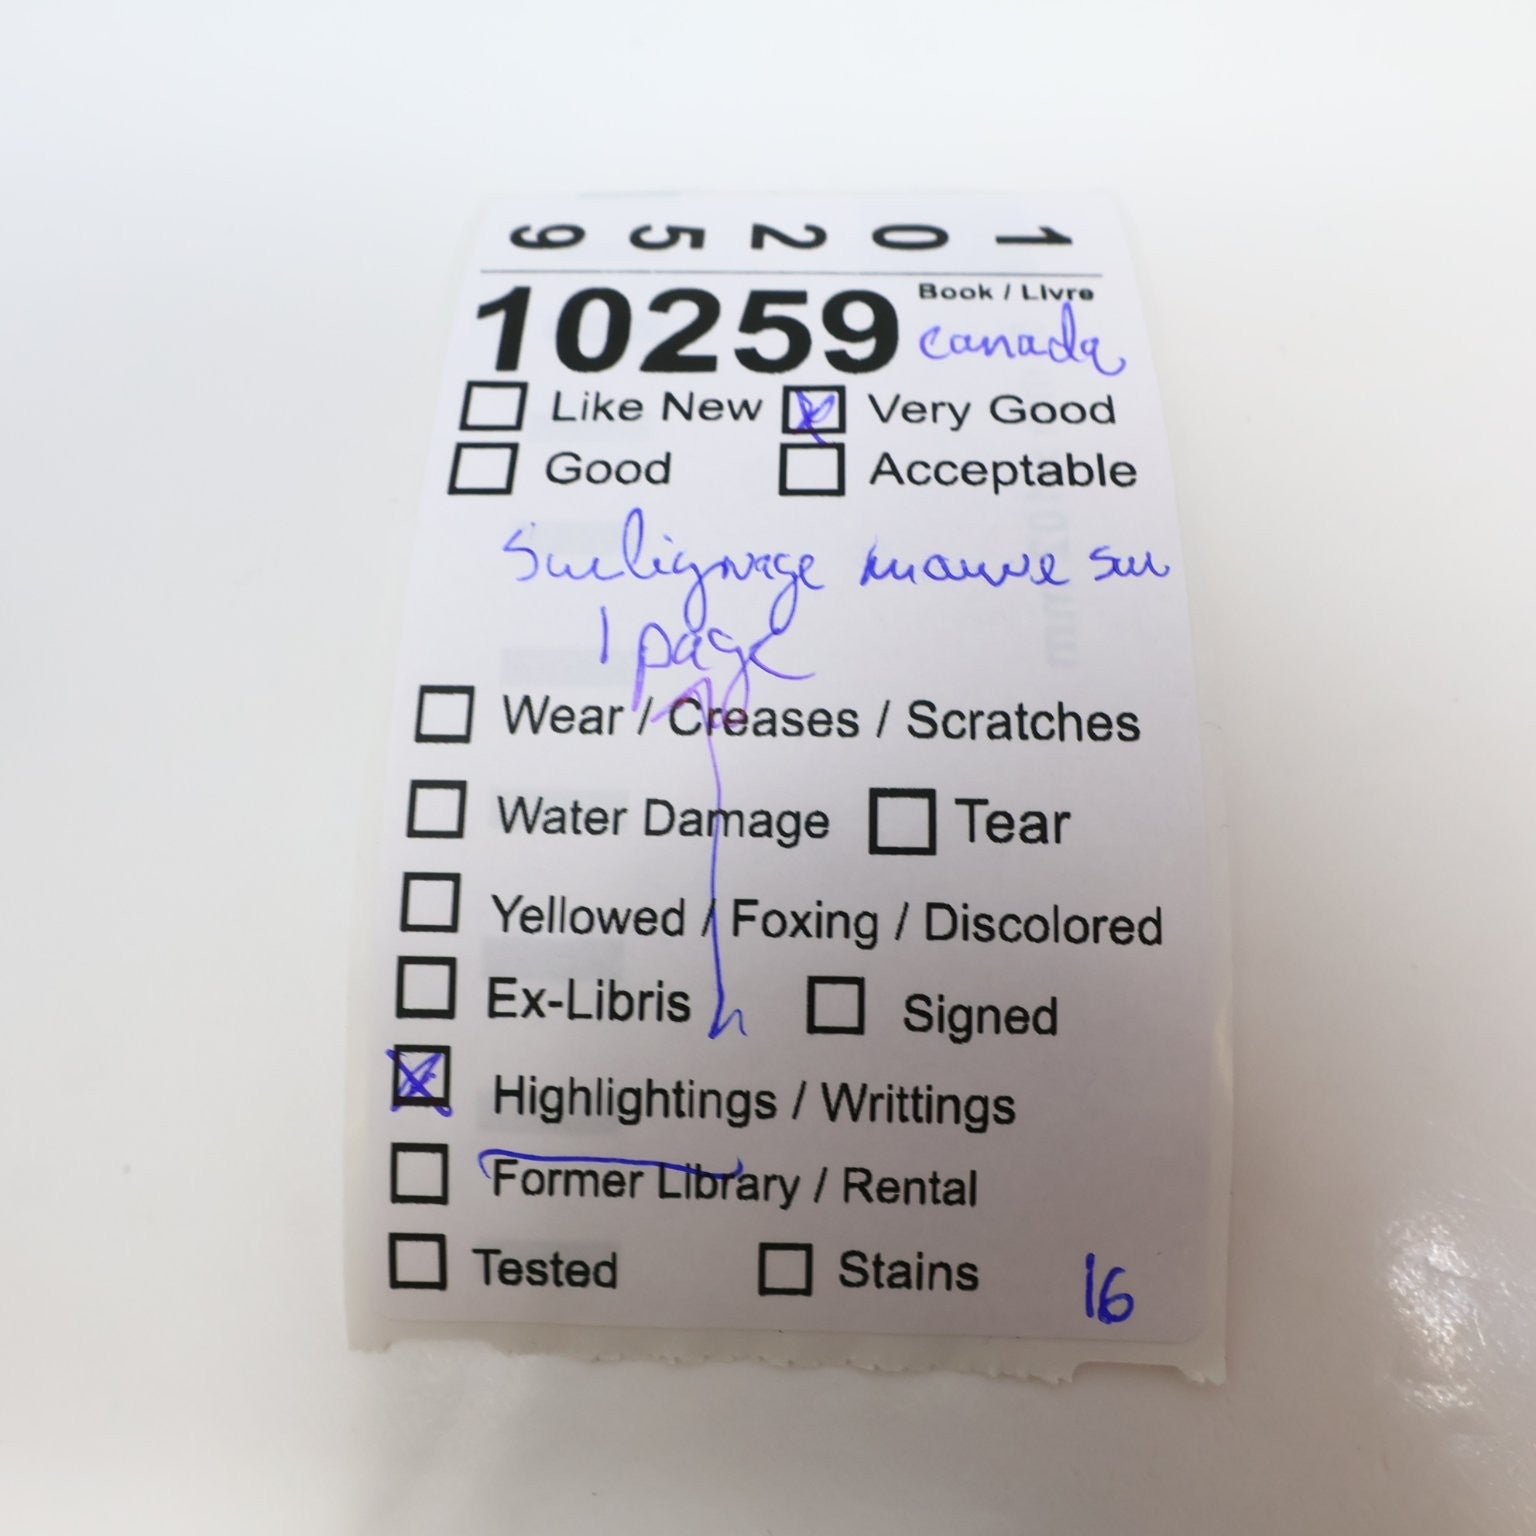 10259
Book / Livre
10259 canada
Like New Very Good
Good Acceptable
Surlignage mauve sur
1 page
Wear / Creases / Scratches
Water Damage Tear
Yellowed / Foxing / Discolored
Ex-Libris Signed
Highlightings / Writtings
Former Library / Rental
Tested Stains 16